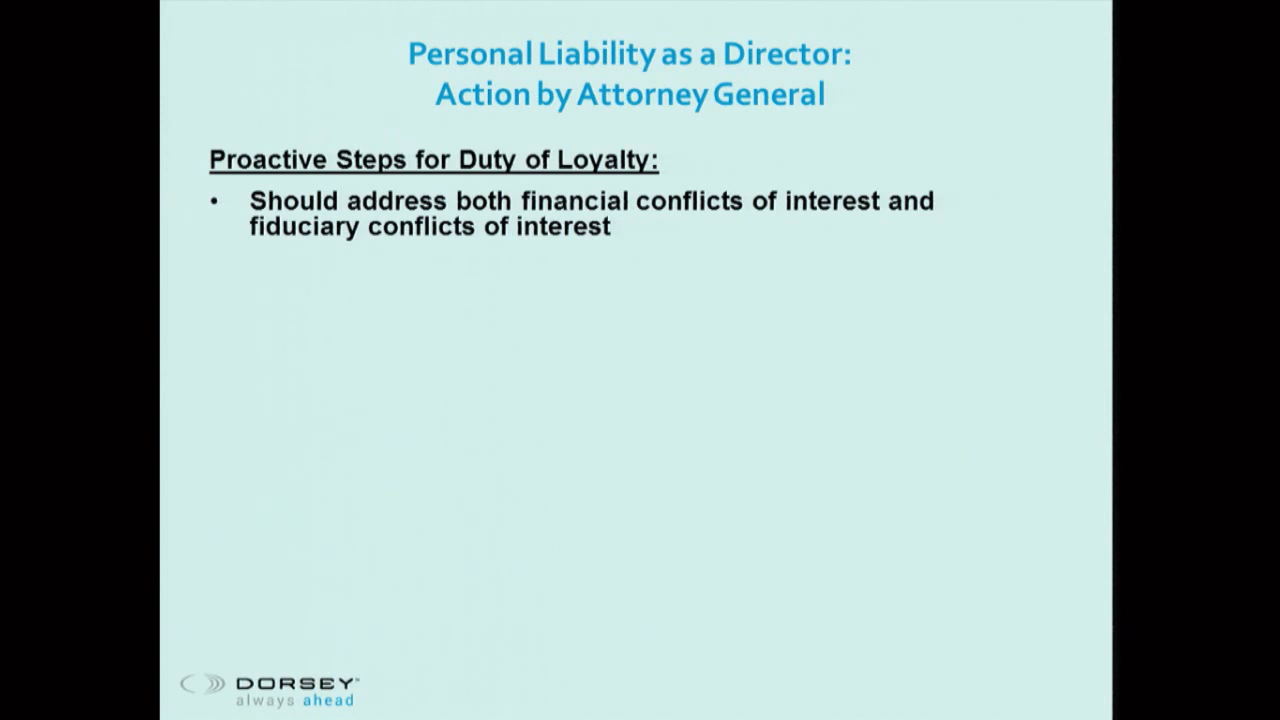 Personal Liability as a Director:
Action by Attorney General
Proactive Steps for Duty of Loyalty:
• Should address both financial conflicts of interest and
fiduciary conflicts of interest
DORSEY™
always ahead